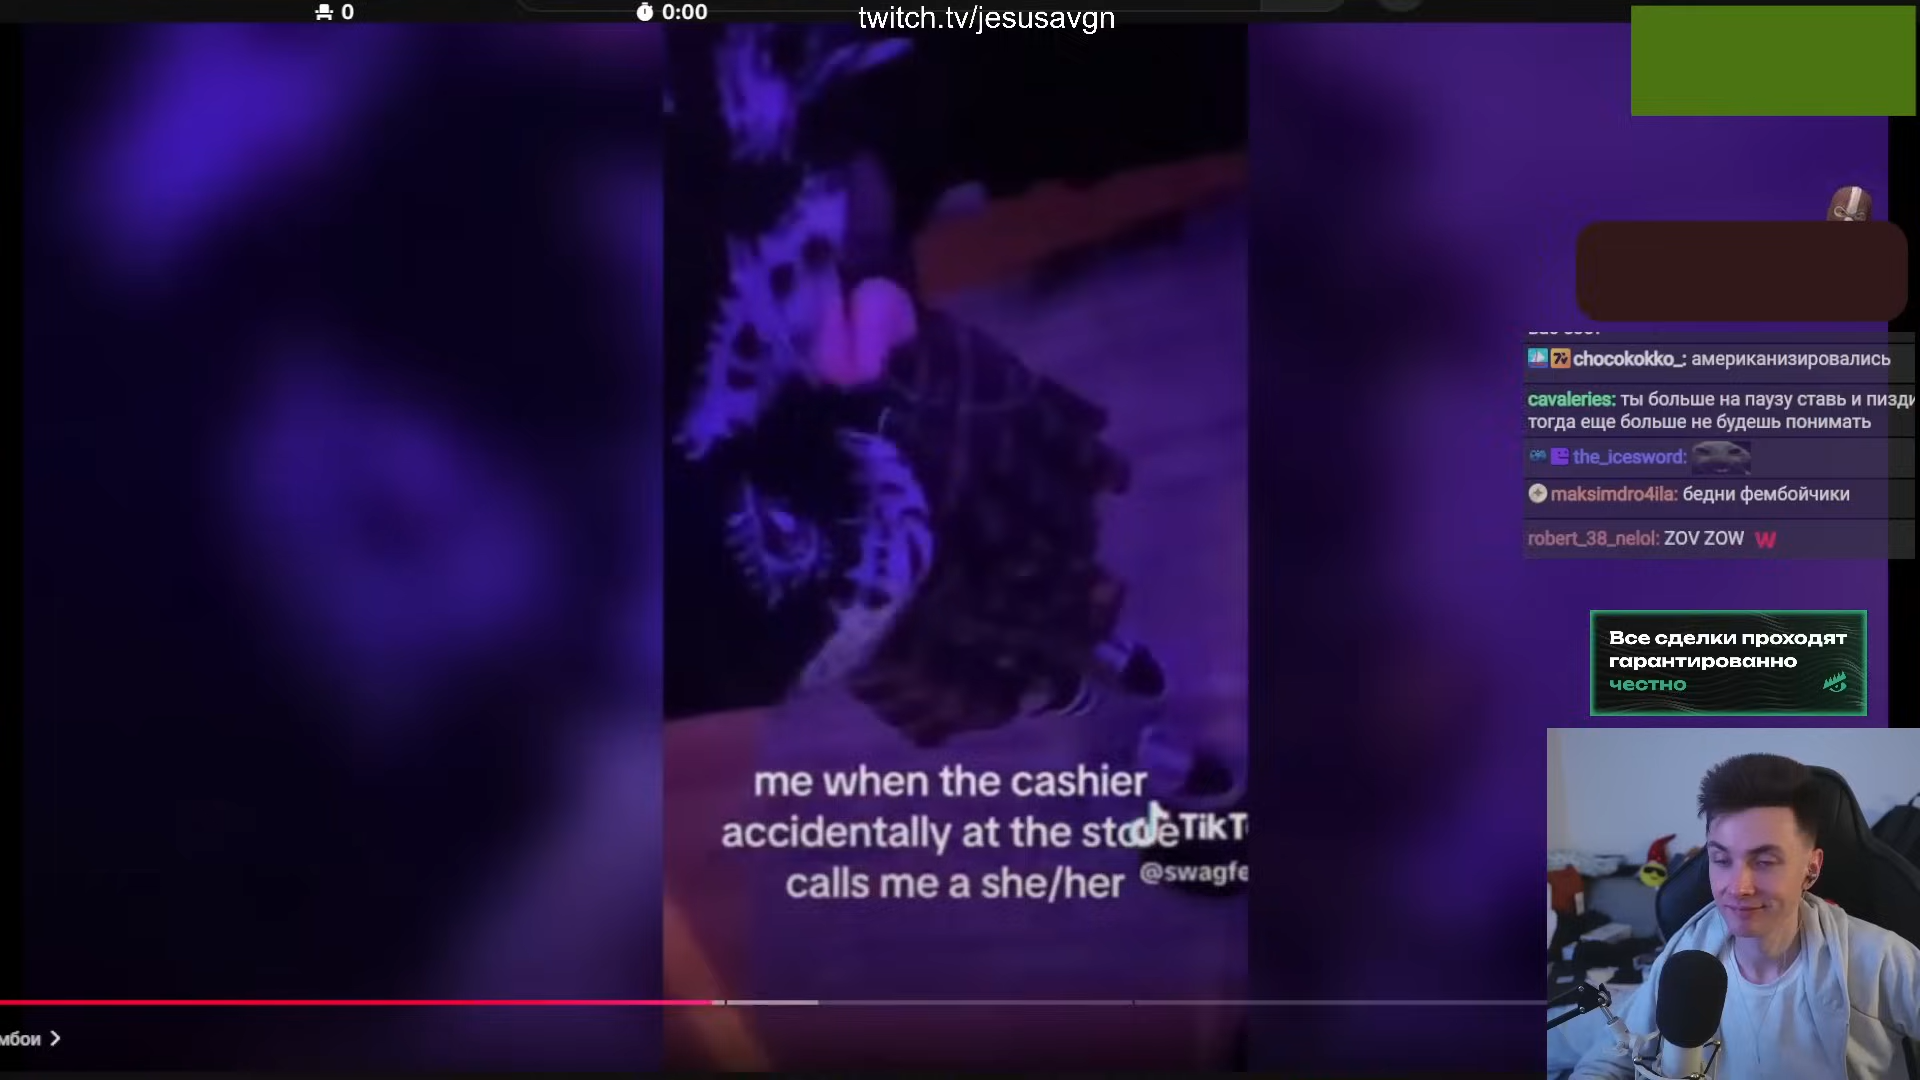 0
0:00
twitch.tv/jesusavgn
chocokokko_: американизировались
cavaleries: ты больше на паузу ставь и пизди
тогда еще больше не будешь понимать
the_icesword:
maksimdro4ila: бедни фембойчики
robert_38_nelol: ZOV ZOW
Все сделки проходят
гарантированно
честно
me when the cashier
accidentally at the store
calls me a she/her
TikT
@swagfe
мбои